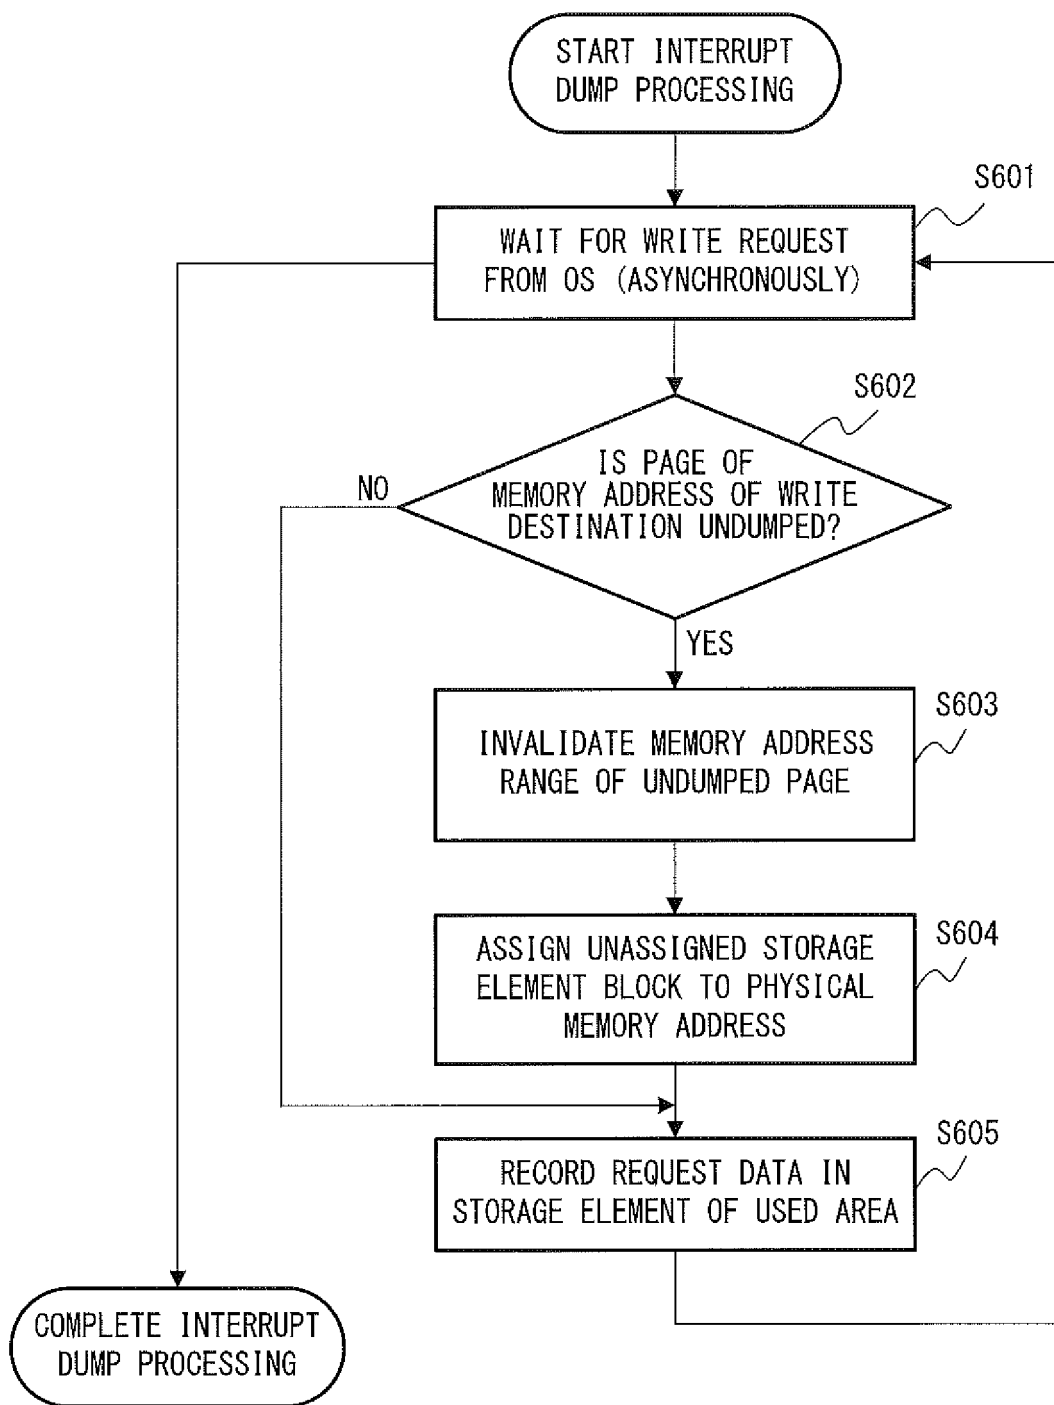 START INTERRUPT
DUMP PROCESSING
S601
WAIT FOR WRITE REQUEST
FROM OS (ASYNCHRONOUSLY)
S602
IS PAGE OF
MEMORY ADDRESS OF WRITE
DESTINATION UNDUMPED?
NO
YES
S603
INVALIDATE MEMORY ADDRESS
RANGE OF UNDUMPED PAGE
S604
ASSIGN UNASSIGNED STORAGE
ELEMENT BLOCK TO PHYSICAL
MEMORY ADDRESS
S605
RECORD REQUEST DATA IN
STORAGE ELEMENT OF USED AREA
COMPLETE INTERRUPT
DUMP PROCESSING